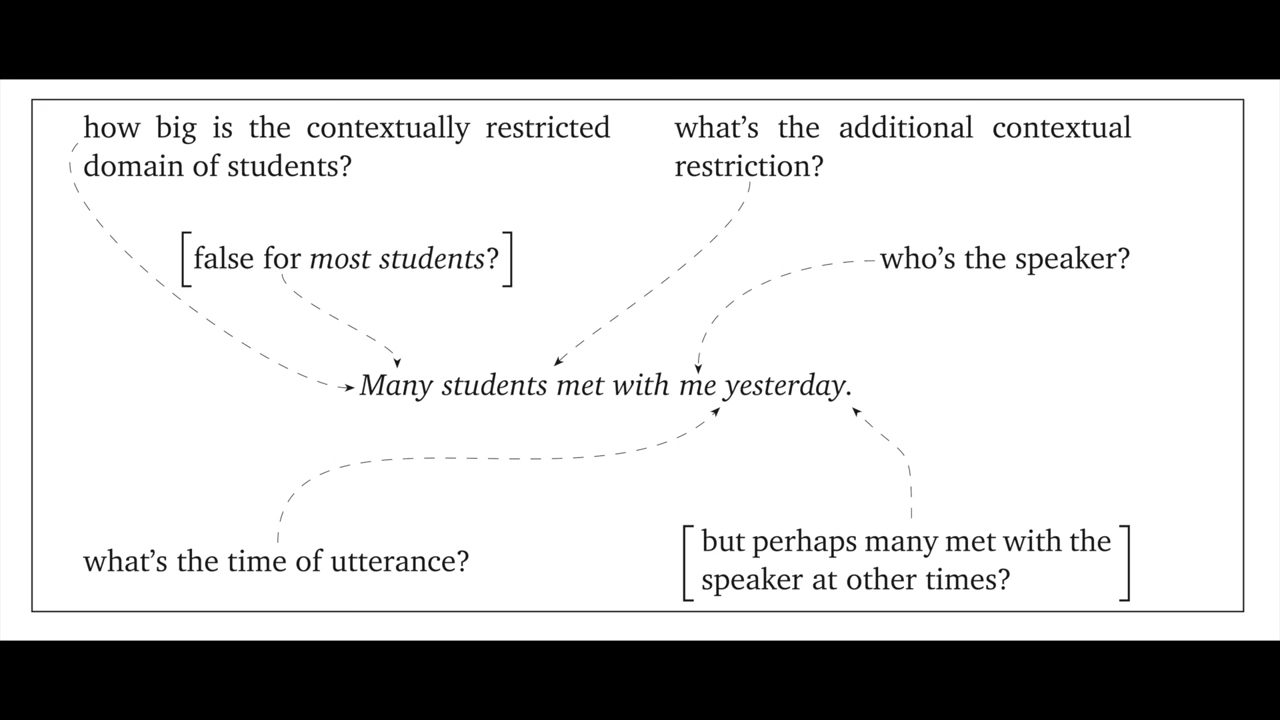 how big is the contextually restricted
domain of students?
what’s the additional contextual
restriction?
[false for most students?]
who’s the speaker?
Many students met with me yesterday.
what’s the time of utterance?
[but perhaps many met with the
speaker at other times?]